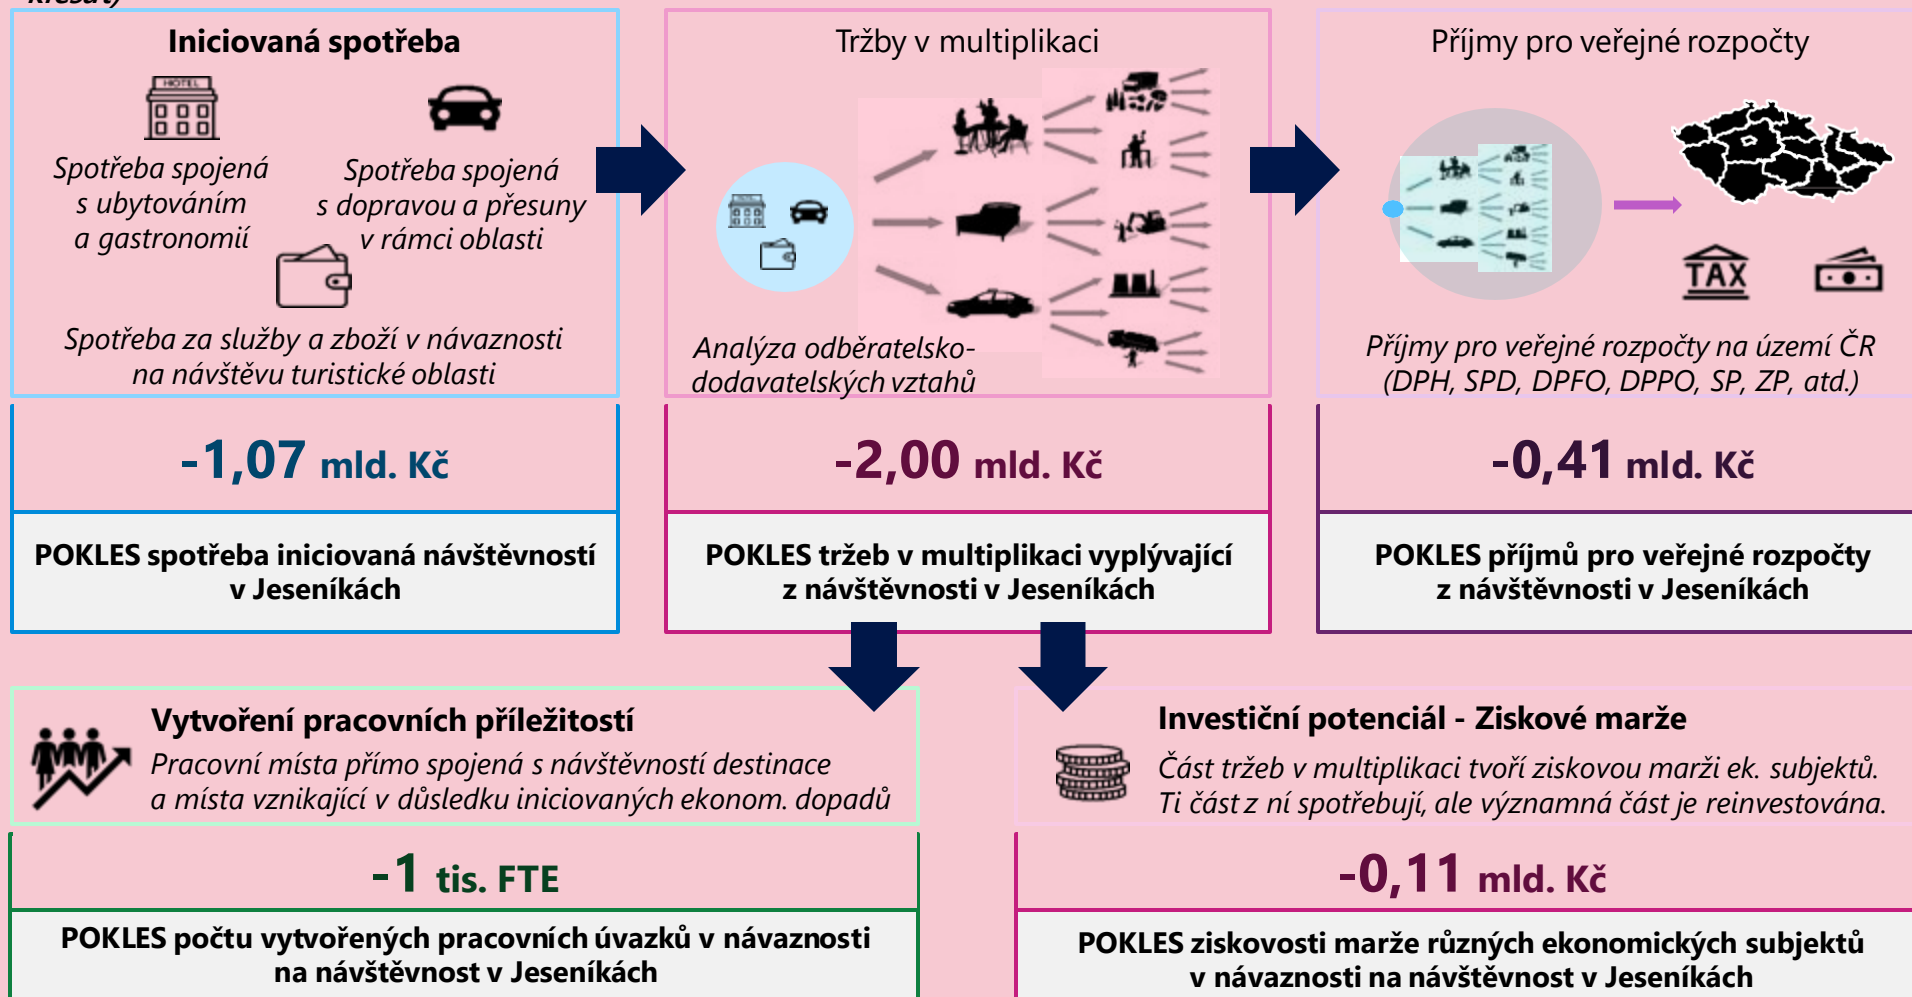 Iniciovaná spotřeba
HOTEL
Spotřeba spojená
s ubytováním
a gastronomií
Spotřeba spojená
s dopravou a přesuny
v rámci oblasti
Spotřeba za služby a zboží v návaznosti
na návštěvu turistické oblasti
-1,07 mld. Kč
POKLES spotřeba iniciovaná návštěvností
v Jeseníkách
Tržby v multiplikaci
Analýza odběratelsko-
dodavatelských vztahů
-2,00 mld. Kč
POKLES tržeb v multiplikaci vyplývající
z návštěvnosti v Jeseníkách
Příjmy pro veřejné rozpočty
TAX
Příjmy pro veřejné rozpočty na území ČR
(DPH, SPD, DPFO, DPPO, SP, ZP, atd.)
-0,41 mld. Kč
POKLES příjmů pro veřejné rozpočty
z návštěvnosti v Jeseníkách
Vytvoření pracovních příležitostí
Pracovní místa přímo spojená s návštěvností destinace
a místa vznikající v důsledku iniciovaných ekonom. dopadů
-1 tis. FTE
POKLES počtu vytvořených pracovních úvazků v návaznosti
na návštěvnost v Jeseníkách
Investiční potenciál - Ziskové marže
Část tržeb v multiplikaci tvoří ziskovou marži ek. subjektů.
Ti část z ní spotřebují, ale významná část je reinvestována.
-0,11 mld. Kč
POKLES ziskovosti marže různých ekonomických subjektů
v návaznosti na návštěvnost v Jeseníkách